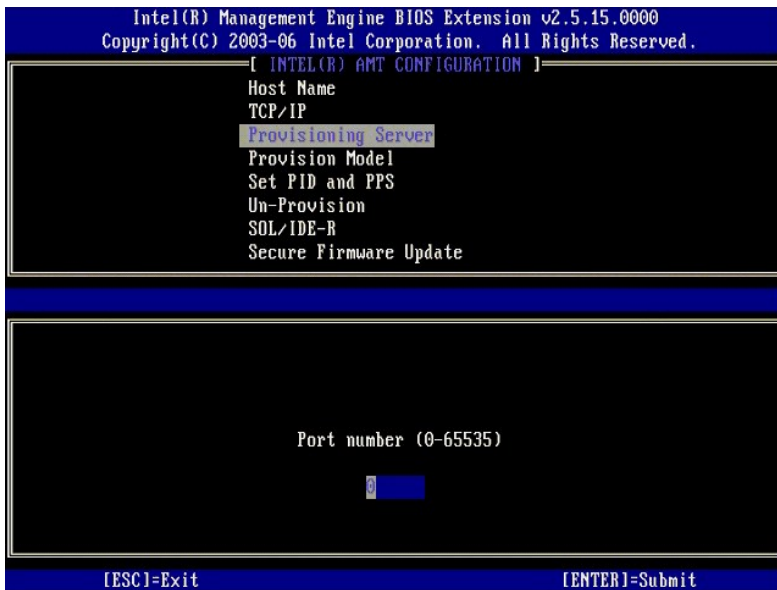 Intel(R) Management Engine BIOS Extension v2.5.15.0000
Copyright(C) 2003-06 Intel Corporation. All Rights Reserved.
[ INTEL(R) AMT CONFIGURATION ]
Host Name
TCP/IP
Provisioning Server
Provision Model
Set PID and PPS
Un-Provision
SOL/IDE-R
Secure Firmware Update
Port number (0-65535)
0
[ESC]=Exit [ENTER]=Submit